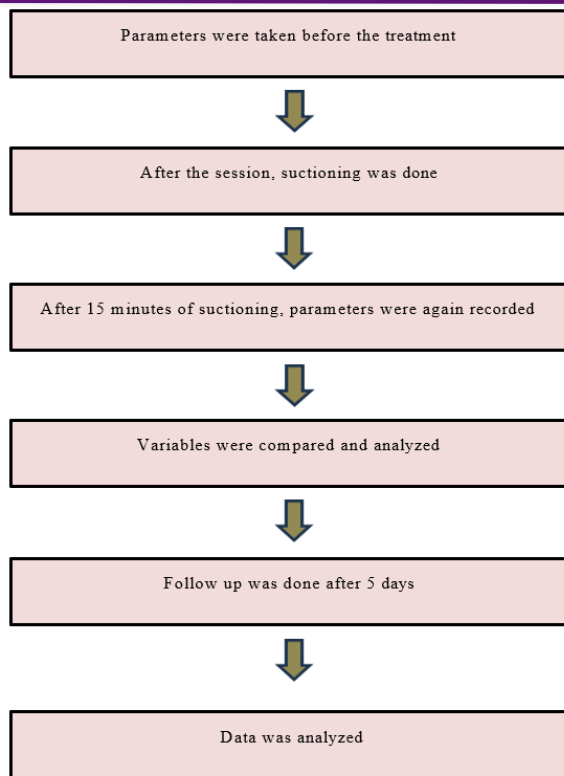 Parameters were taken before the treatment
After the session, suctioning was done
After 15 minutes of suctioning, parameters were again recorded
Variables were compared and analyzed
Follow up was done after 5 days
Data was analyzed